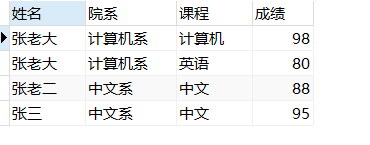 姓名 院系 课程 成绩
张老大 计算机系 计算机 98
张老大 计算机系 英语 80
张老二 中文系 中文 88
张三 中文系 中文 95